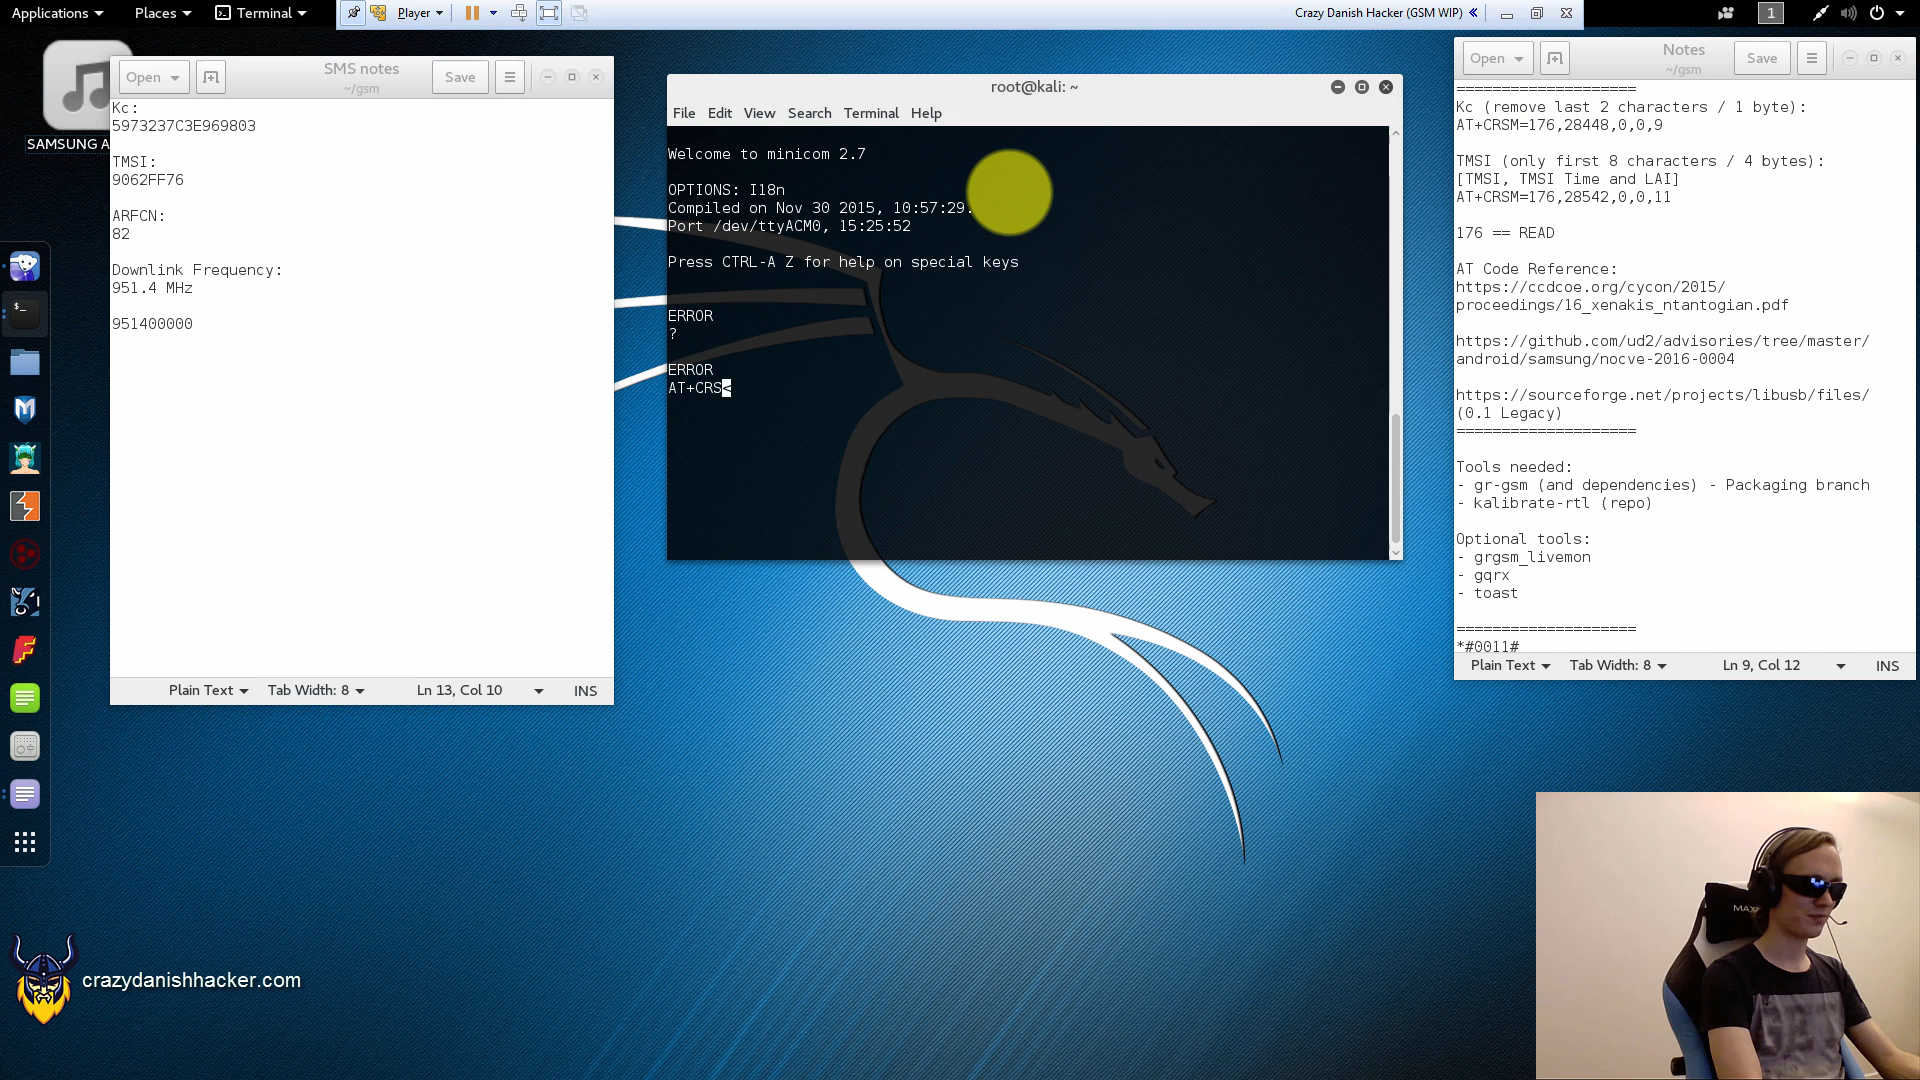 Applications
Places
Terminal
Player
Crazy Danish Hacker (GSM WIP)
1
SAMSUNG A
Open
SMS notes
~/gsm
Save
Kc:
5973237C3E969803
TMSI:
9062FF76
ARFCN:
82
Downlink Frequency:
951.4 MHz
951400000
Plain Text
Tab Width: 8
Ln 13, Col 10
INS
root@kali: ~
File Edit View Search Terminal Help
Welcome to minicom 2.7
OPTIONS: I18n
Compiled on Nov 30 2015, 10:57:29.
Port /dev/ttyACM0, 15:25:52
Press CTRL-A Z for help on special keys
ERROR
?
ERROR
AT+CRS<
Open
Notes
~/gsm
Save
====================
Kc (remove last 2 characters / 1 byte):
AT+CRSM=176,28448,0,0,9
TMSI (only first 8 characters / 4 bytes):
[TMSI, TMSI Time and LAI]
AT+CRSM=176,28542,0,0,11
176 == READ
AT Code Reference:
https://ccdcoe.org/cycon/2015/
proceedings/16_xenakis_ntantogian.pdf
https://github.com/ud2/advisories/tree/master/
android/samsung/nocve-2016-0004
https://sourceforge.net/projects/libusb/files/
(0.1 Legacy)
====================
Tools needed:
- gr-gsm (and dependencies) - Packaging branch
- kalibrate-rtl (repo)
Optional tools:
- grgsm_livemon
- gqrx
- toast
====================
*#0011#
Plain Text
Tab Width: 8
Ln 9, Col 12
INS
crazydanishhacker.com